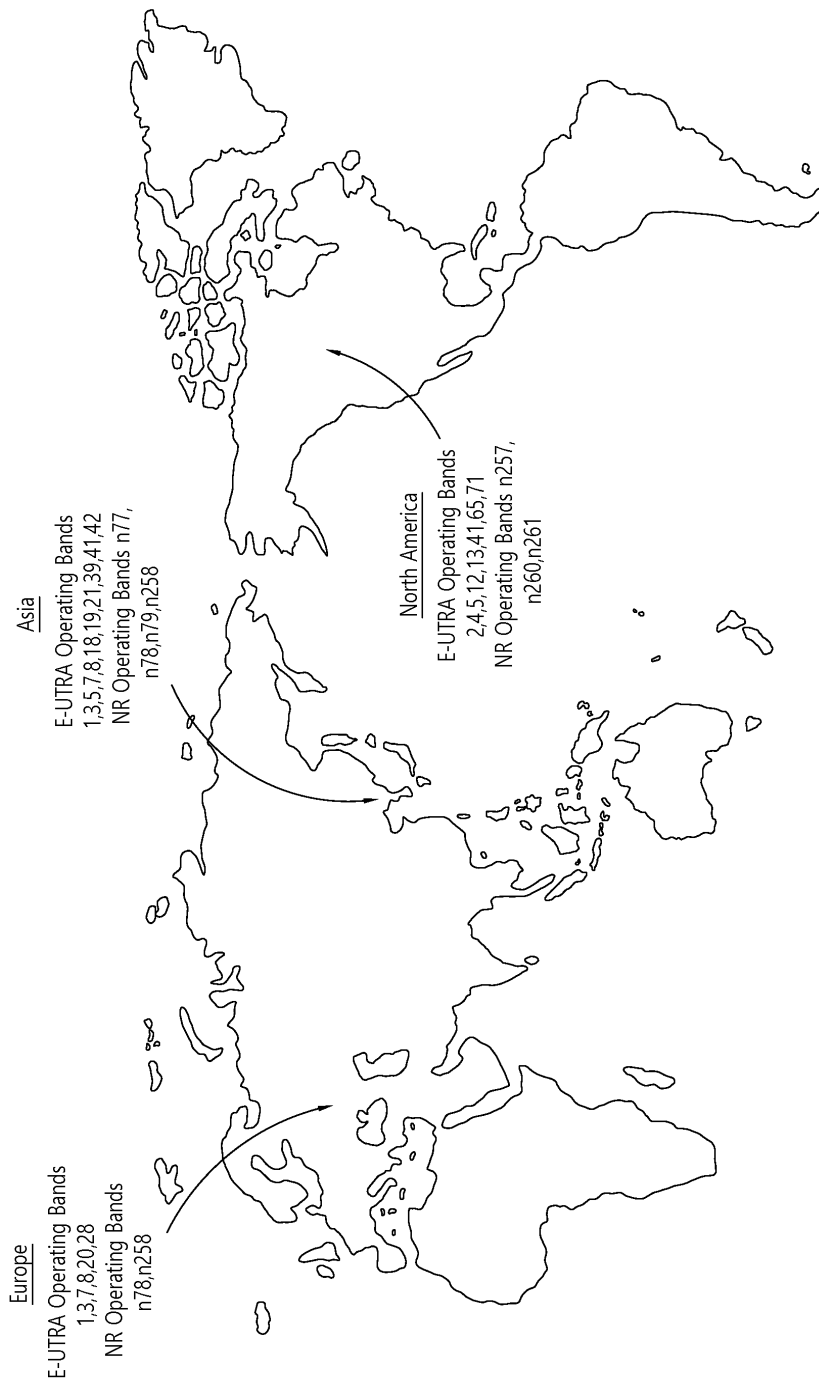 Europe
E-UTRA Operating Bands
1,3,7,8,20,28
NR Operating Bands
n78,n258
Asia
E-UTRA Operating Bands
1,3,5,7,8,18,19,21,39,41,42
NR Operating Bands n77,
n78,n79,n258
North America
E-UTRA Operating Bands
2,4,5,12,13,41,65,71
NR Operating Bands n257,
n260,n261